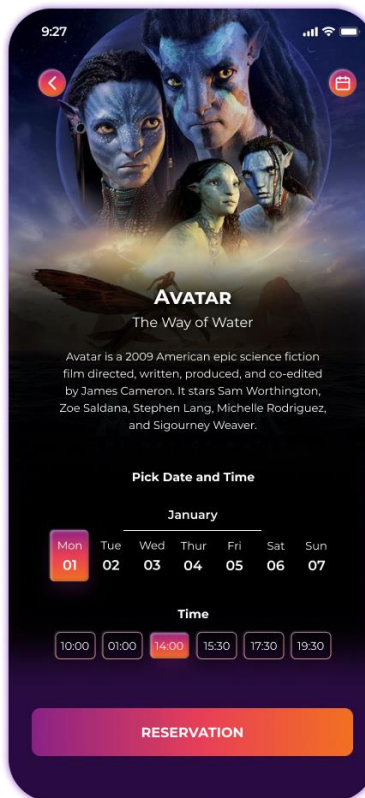 9:27
AVATAR
The Way of Water
Avatar is a 2009 American epic science fiction
film directed, written, produced, and co-edited
by James Cameron. It stars Sam Worthington,
Zoe Saldana, Stephen Lang, Michelle Rodriguez,
and Sigourney Weaver.
Pick Date and Time
January
Mon Tue Wed Thur Fri Sat Sun
01 02 03 04 05 06 07
Time
10:00 01:00 14:00 15:30 17:30 19:30
RESERVATION